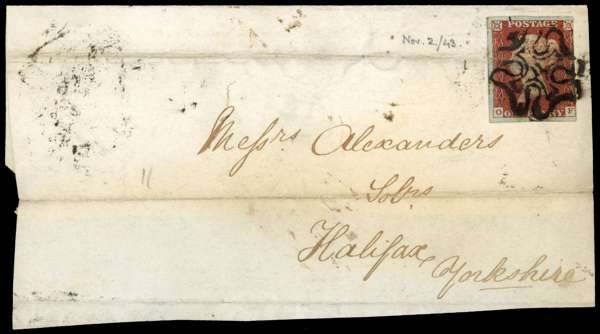 Nov. 2/43.
POSTAGE
O F
Messrs Alexanders
Solrs
Halifax,
Yorkshire